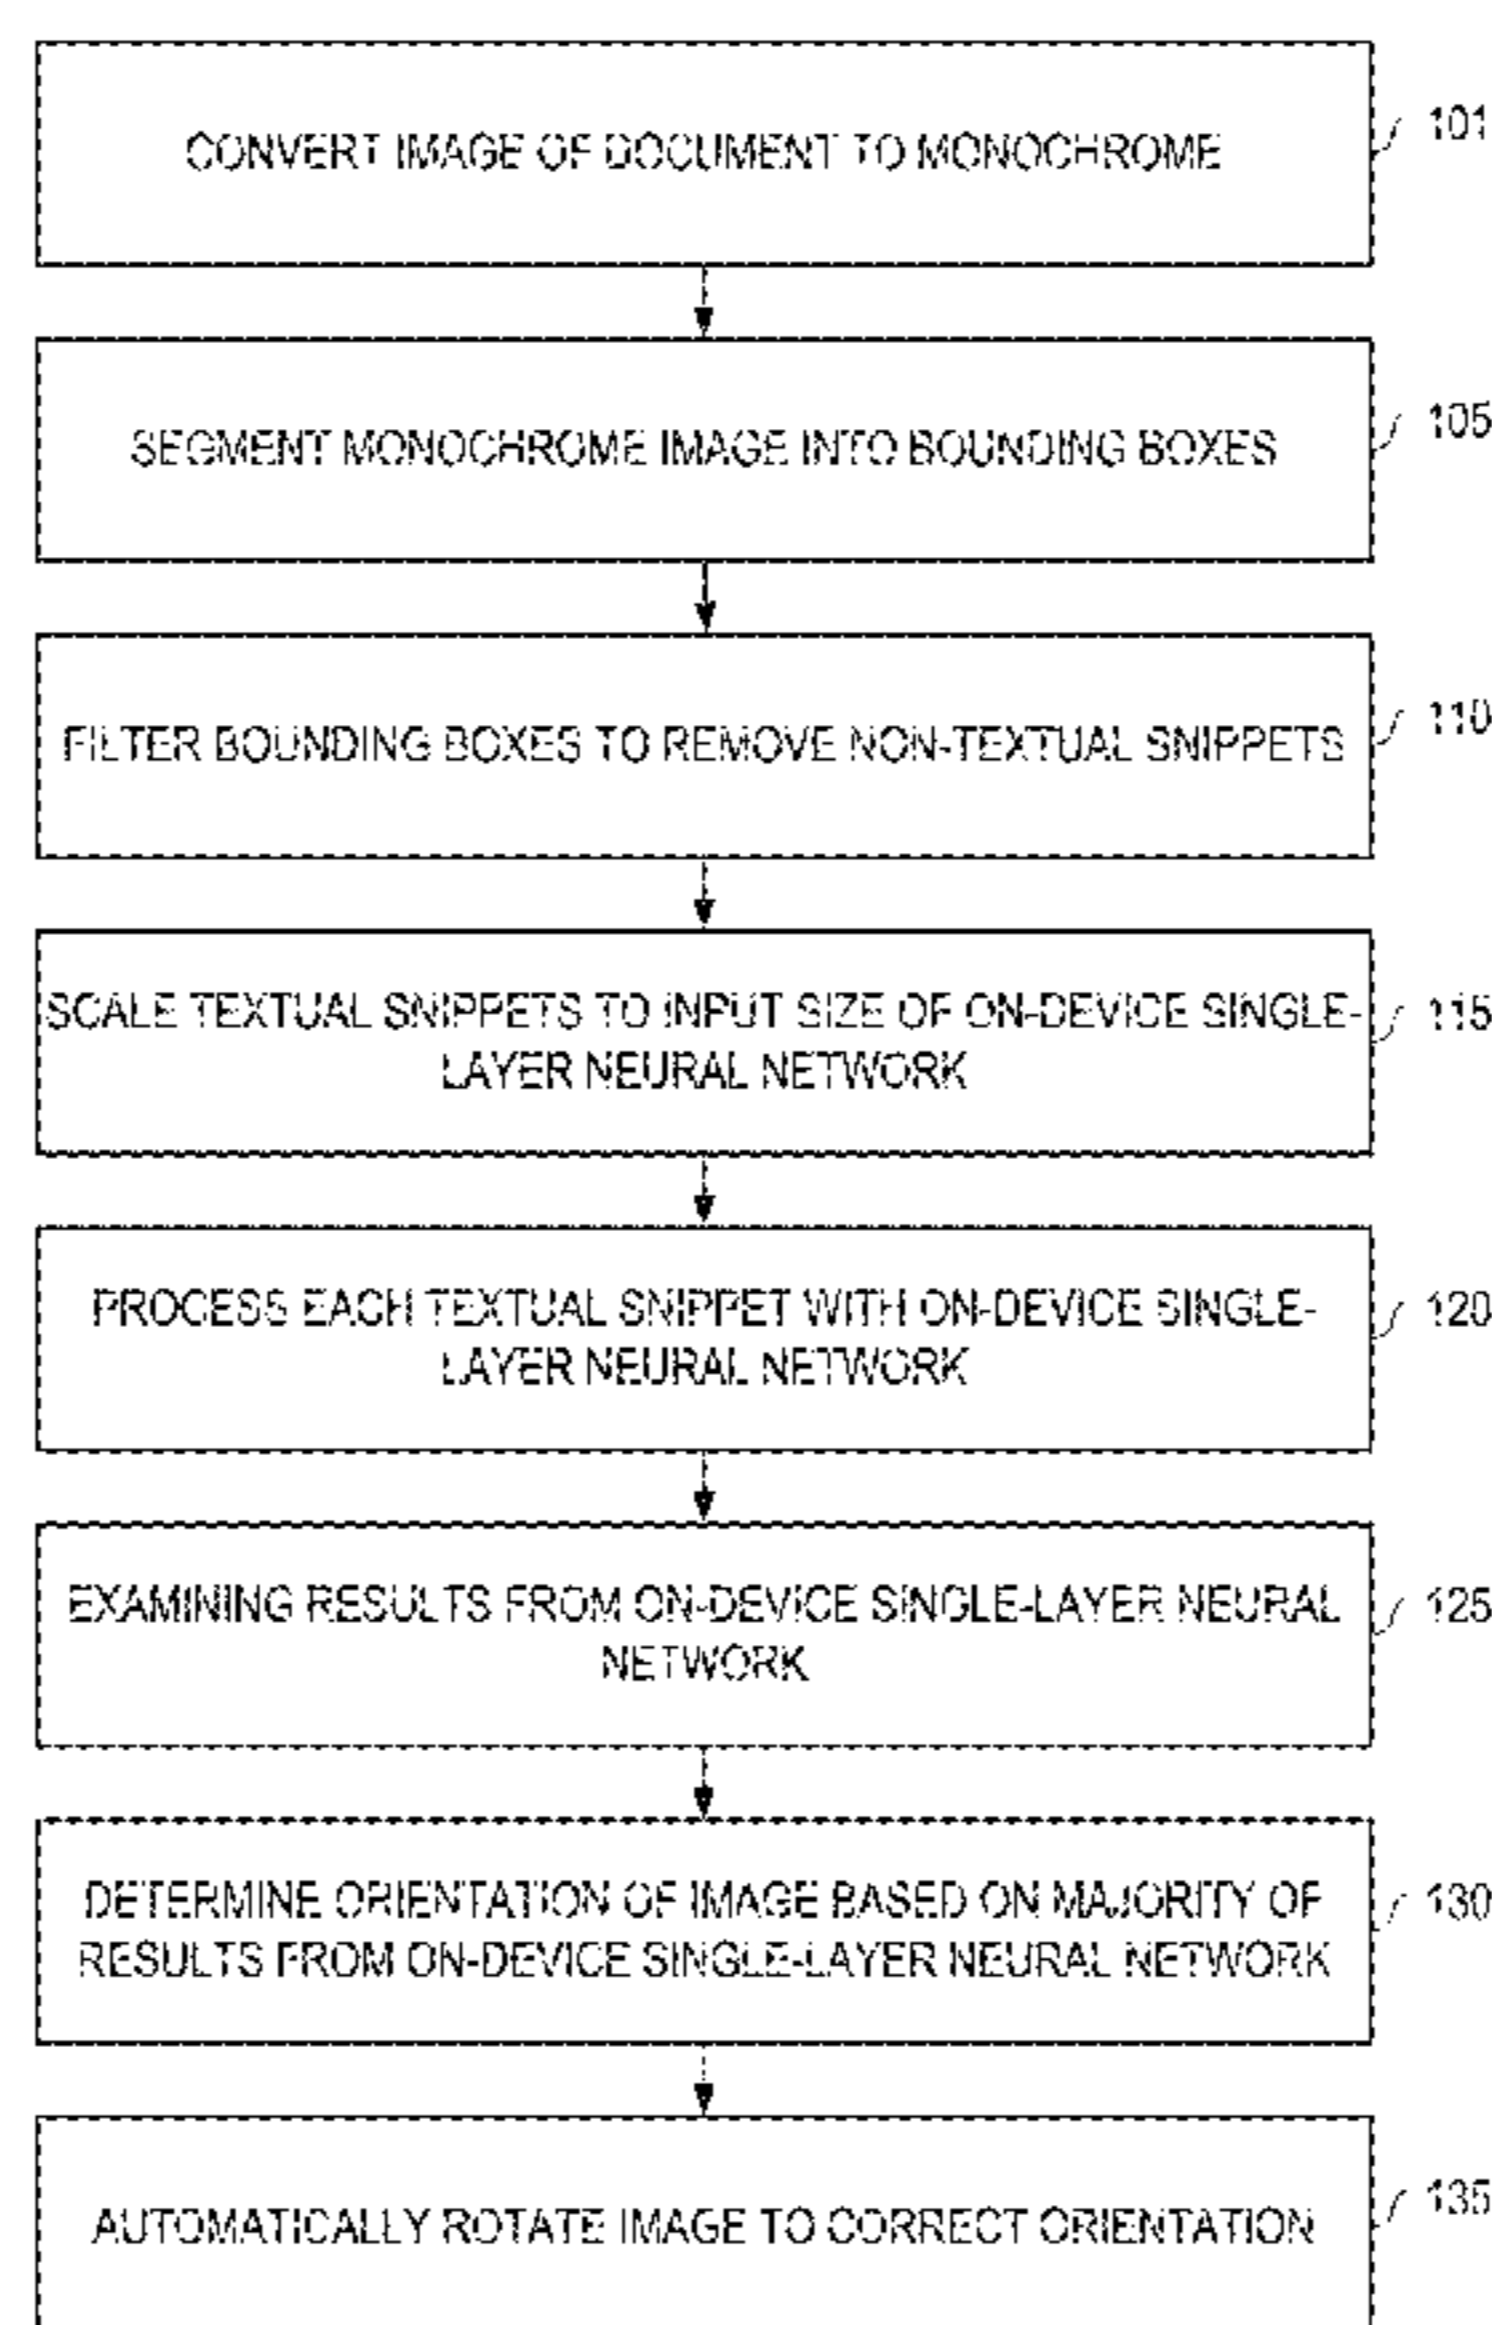 CONVERT IMAGE OF DOCUMENT TO MONOCHROME
101
SEGMENT MONOCHROME IMAGE INTO BOUNDING BOXES
105
FILTER BOUNDING BOXES TO REMOVE NON-TEXTUAL SNIPPETS
110
SCALE TEXTUAL SNIPPETS TO INPUT SIZE OF ON-DEVICE SINGLE-
LAYER NEURAL NETWORK
115
PROCESS EACH TEXTUAL SNIPPET WITH ON-DEVICE SINGLE-
LAYER NEURAL NETWORK
120
EXAMINING RESULTS FROM ON-DEVICE SINGLE-LAYER NEURAL
NETWORK
125
DETERMINE ORIENTATION OF IMAGE BASED ON MAJORITY OF
RESULTS FROM ON-DEVICE SINGLE-LAYER NEURAL NETWORK
130
AUTOMATICALLY ROTATE IMAGE TO CORRECT ORIENTATION
135